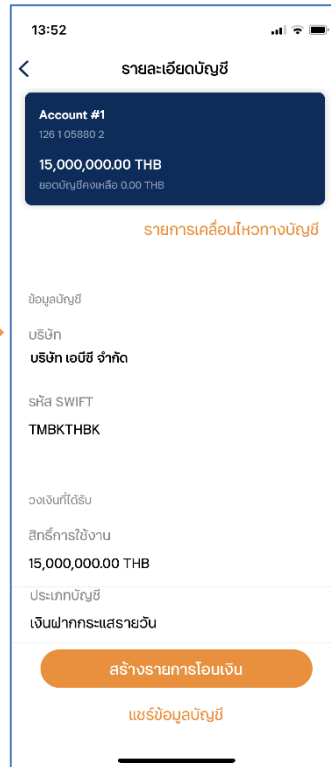 13:52
รายละเอียดบัญชี
Account #1
126 1 05880 2
15,000,000.00 THB
ยอดบัญชีคงเหลือ 0.00 THB
รายการเคลื่อนไหวทางบัญชี
ข้อมูลบัญชี
บริษัท
บริษัท เอบีซี จำกัด
รหัส SWIFT
TMBKTHBK
วงเงินที่ได้รับ
สิทธิ์การใช้งาน
15,000,000.00 THB
ประเภทบัญชี
เงินฝากกระแสรายวัน
สร้างรายการโอนเงิน
แชร์ข้อมูลบัญชี